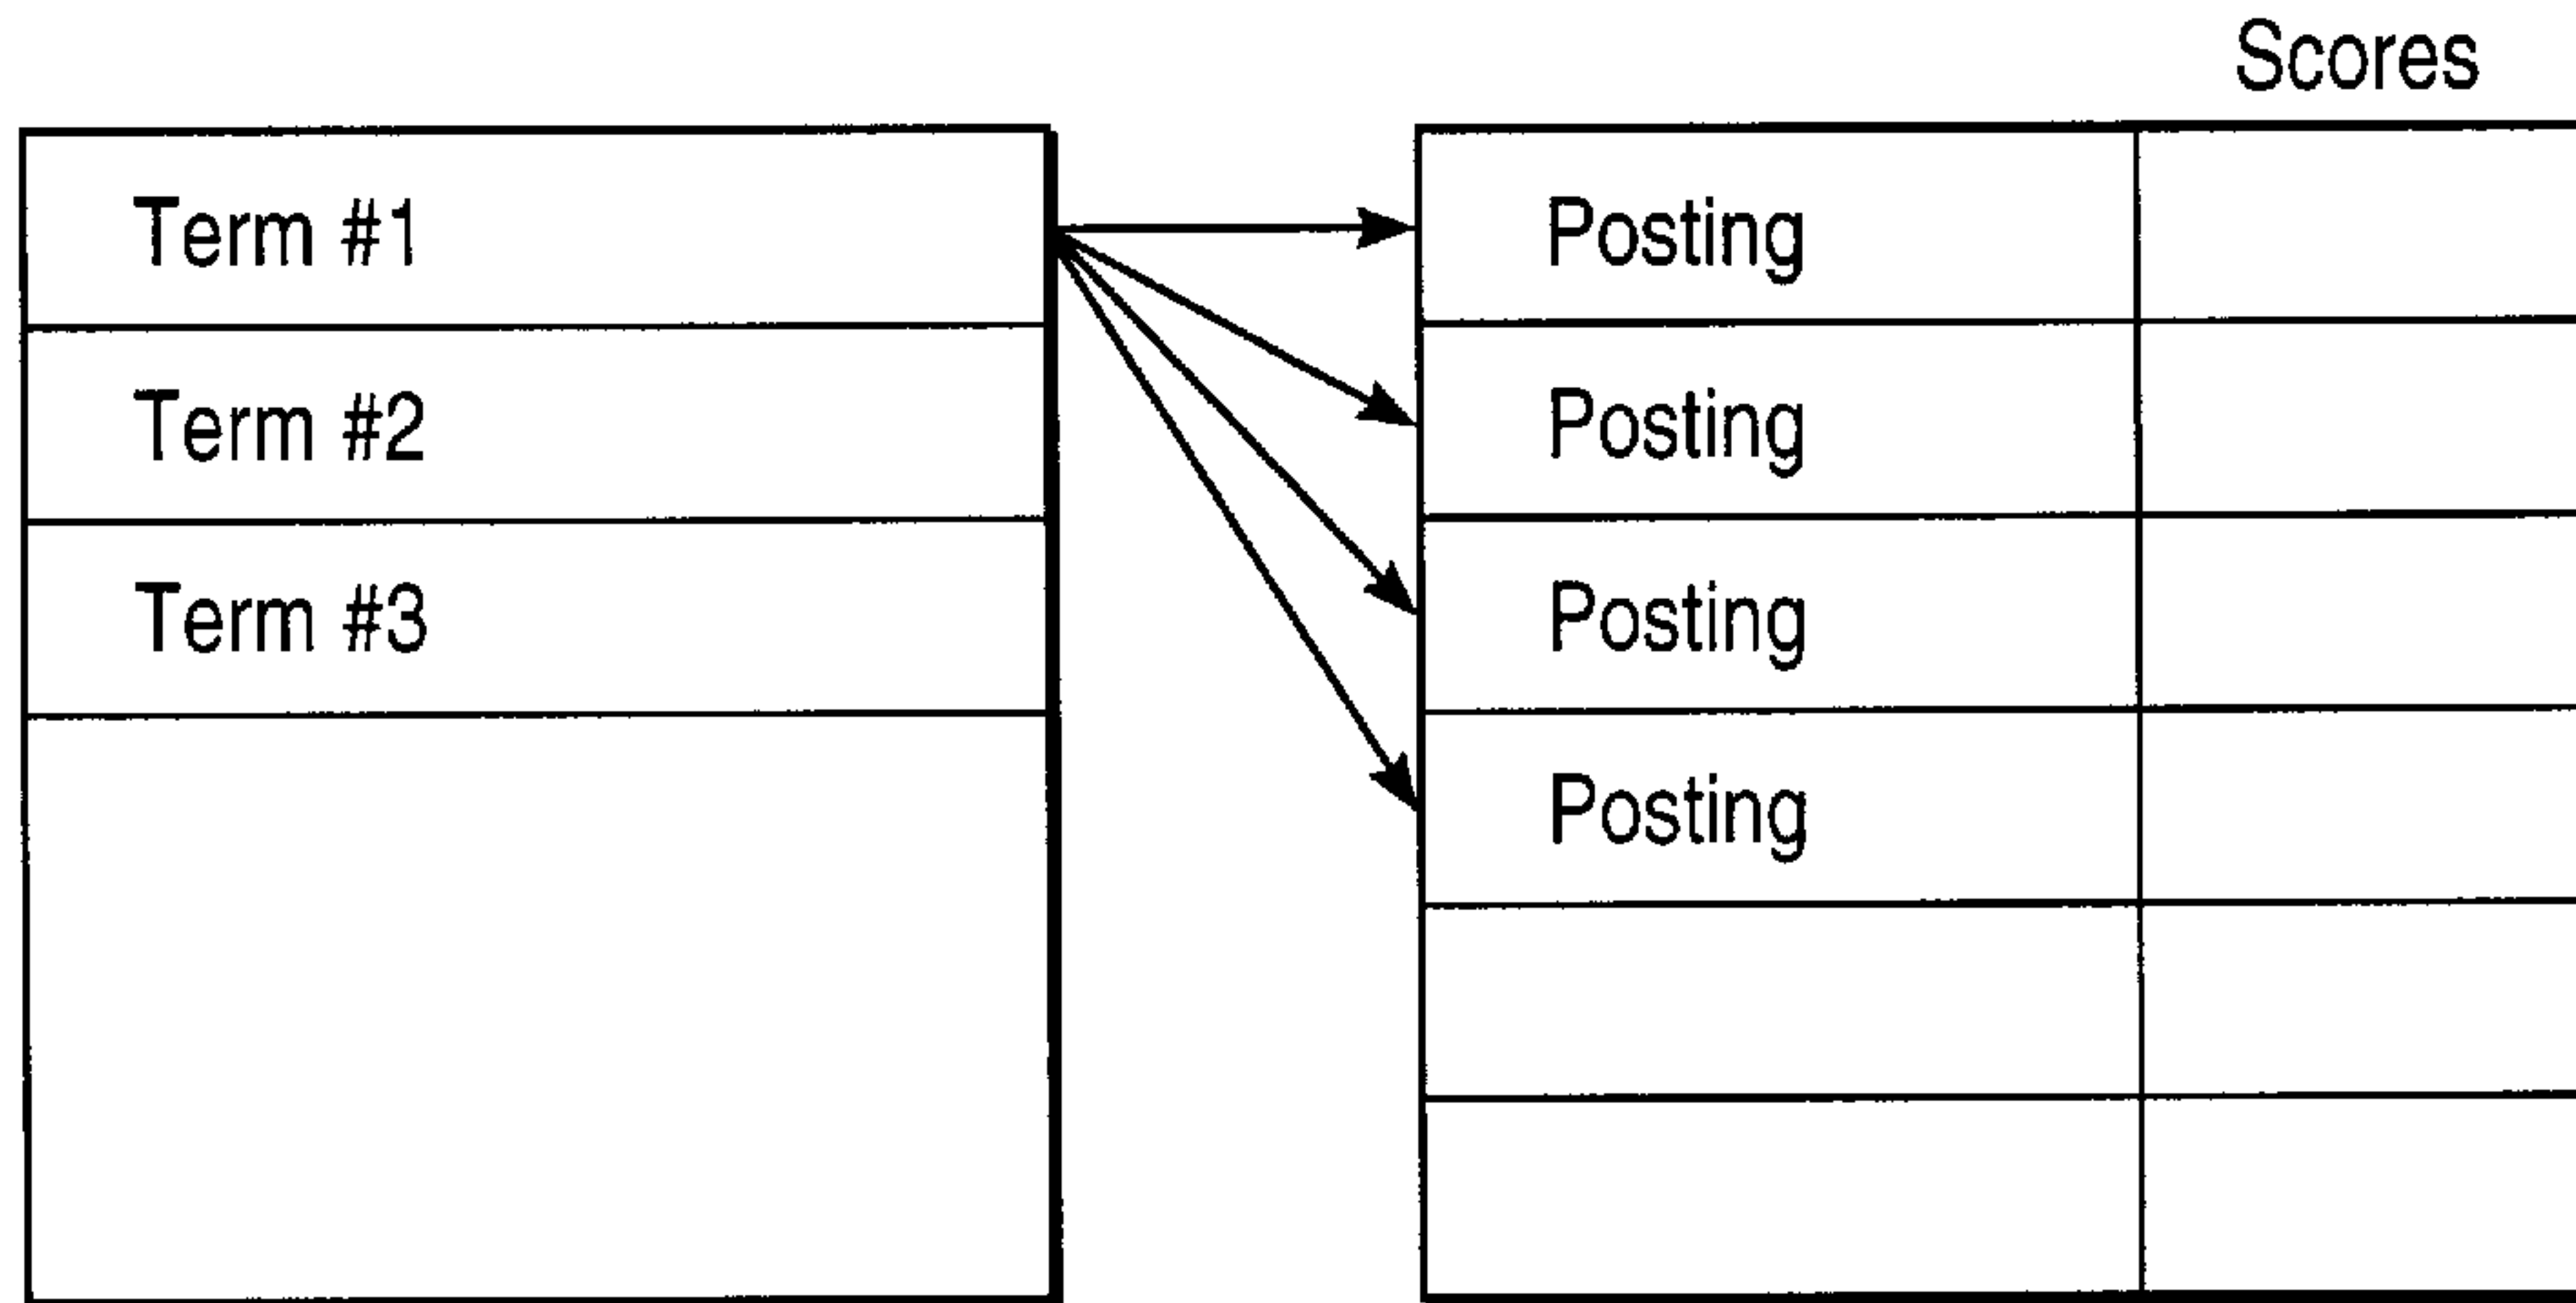 Scores
Term #1
Posting
Term #2
Posting
Term #3
Posting
Posting